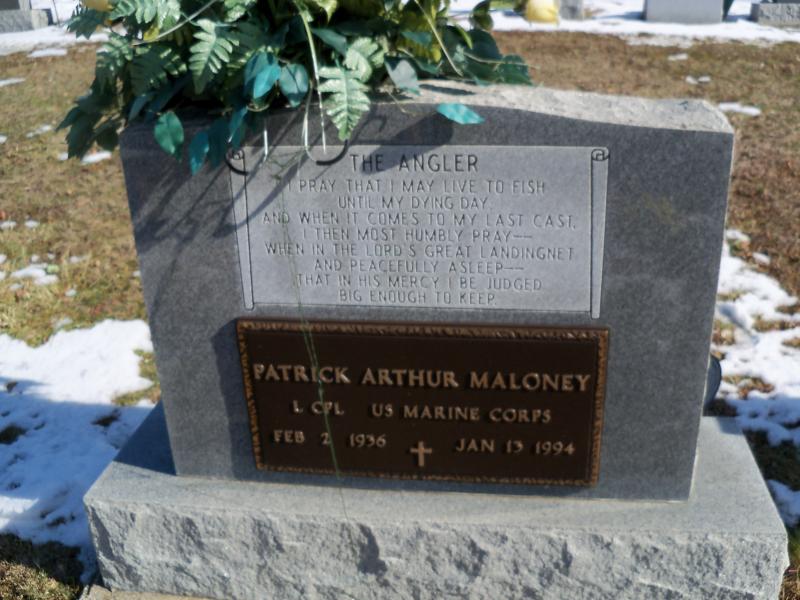 THE ANGLER
I PRAY THAT I MAY LIVE TO FISH
UNTIL MY DYING DAY.
AND WHEN IT COMES TO MY LAST CAST,
I THEN MOST HUMBLY PRAY——
WHEN IN THE LORD'S GREAT LANDINGNET
AND PEACEFULLY ASLEEP——
THAT IN HIS MERCY I BE JUDGED
BIG ENOUGH TO KEEP.
PATRICK ARTHUR MALONEY
L CPL US MARINE CORPS
FEB 2 1936 JAN 13 1994